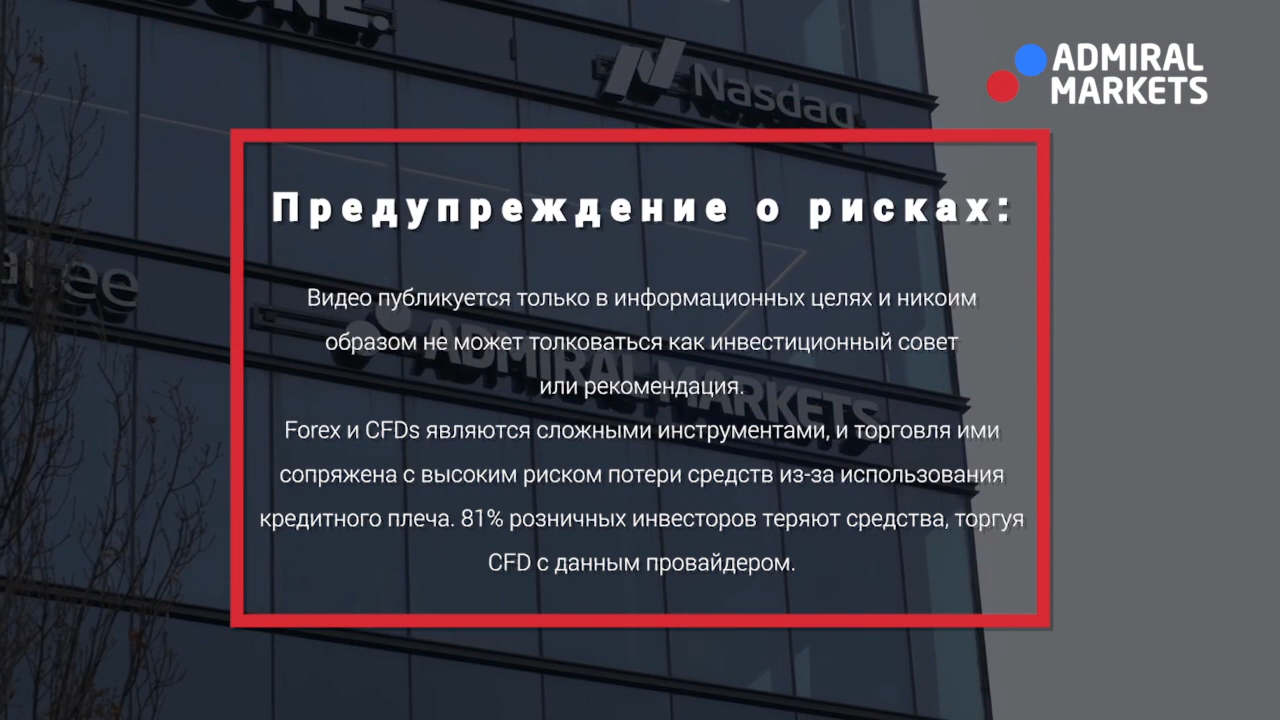 ADMIRAL
MARKETS
Nasdaq
Предупреждение о рисках:
Видео публикуется только в информационных целях и никоим
образом не может толковаться как инвестиционный совет
или рекомендация.
ADMIRAL MARKETS
Forex и CFDs являются сложными инструментами, и торговля ими
сопряжена с высоким риском потери средств из-за использования
кредитного плеча. 81% розничных инвесторов теряют средства, торгуя
CFD с данным провайдером.